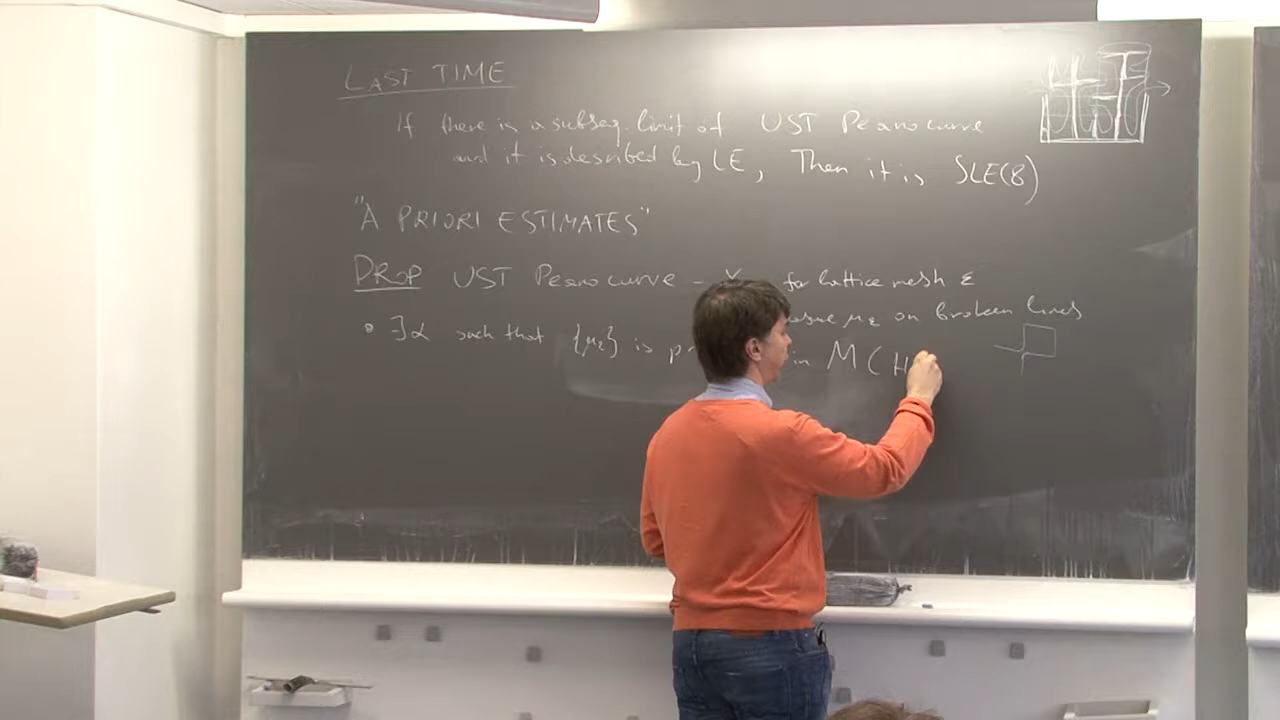 LAST TIME
If there is a subseq. limit of UST Peano curve
and it is desribed by LE, Then it is SLE(8)
"A PRIORI ESTIMATES"
PROP UST Peano curve - γ for lattice mesh ε
με on broken lines
• ∃α such that {με} is in M(H